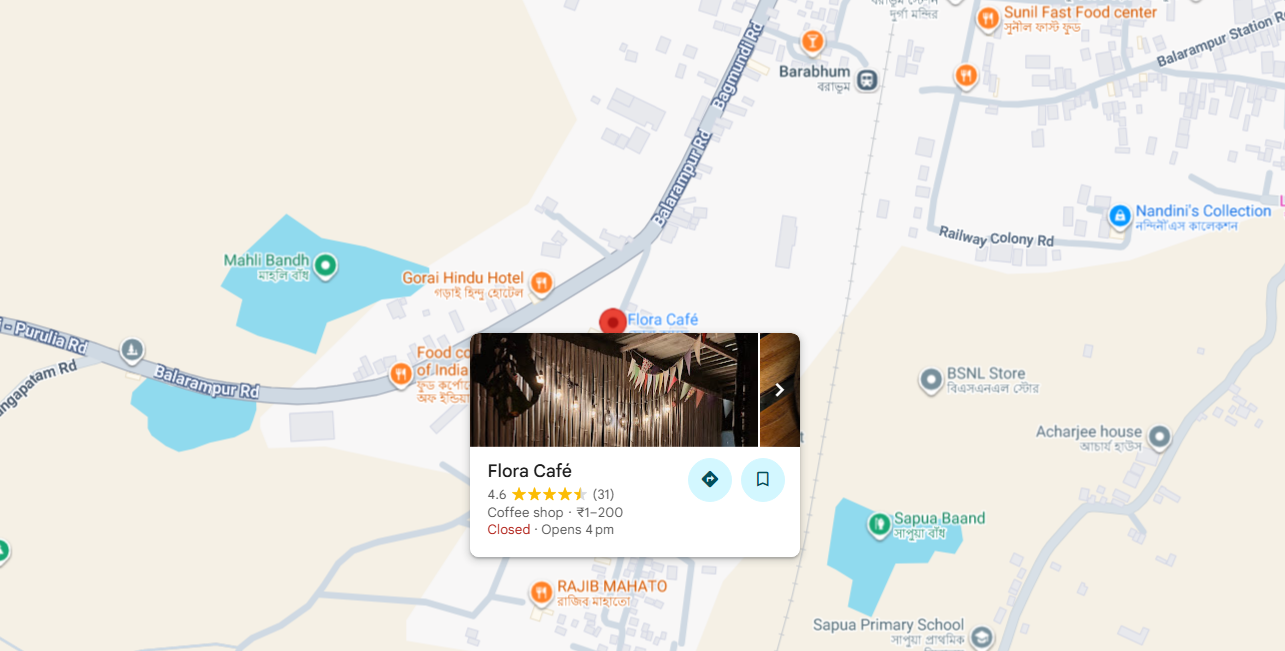 দুর্গা মন্দির
Sunil Fast Food center
সুনীল ফাস্ট ফুড
Balarampur Station
Bagmundi Rd
Barabhum
বরাভূম
Balarampur Rd
Nandini's Collection
নন্দিনী'এস কালেকশন
Railway Colony Rd
Mahli Bandh
মাহলি বাঁধ
Gorai Hindu Hotel
গড়াই হিন্দু হোটেল
Flora Café
- Purulia Rd
Balarampur Rd
Food co
of India
ফুড কর্পো
অফ ইন্ডিয়া
BSNL Store
বিএসএনএল স্টোর
Acharjee house
আচার্য হাউস
Flora Café
4.6 (31)
Coffee shop · ₹1–200
Closed · Opens 4 pm
Sapua Baand
সাপুয়া বাঁধ
RAJIB MAHATO
রাজিব মাহাতো
Sapua Primary School
সাপুয়া প্রাথমিক